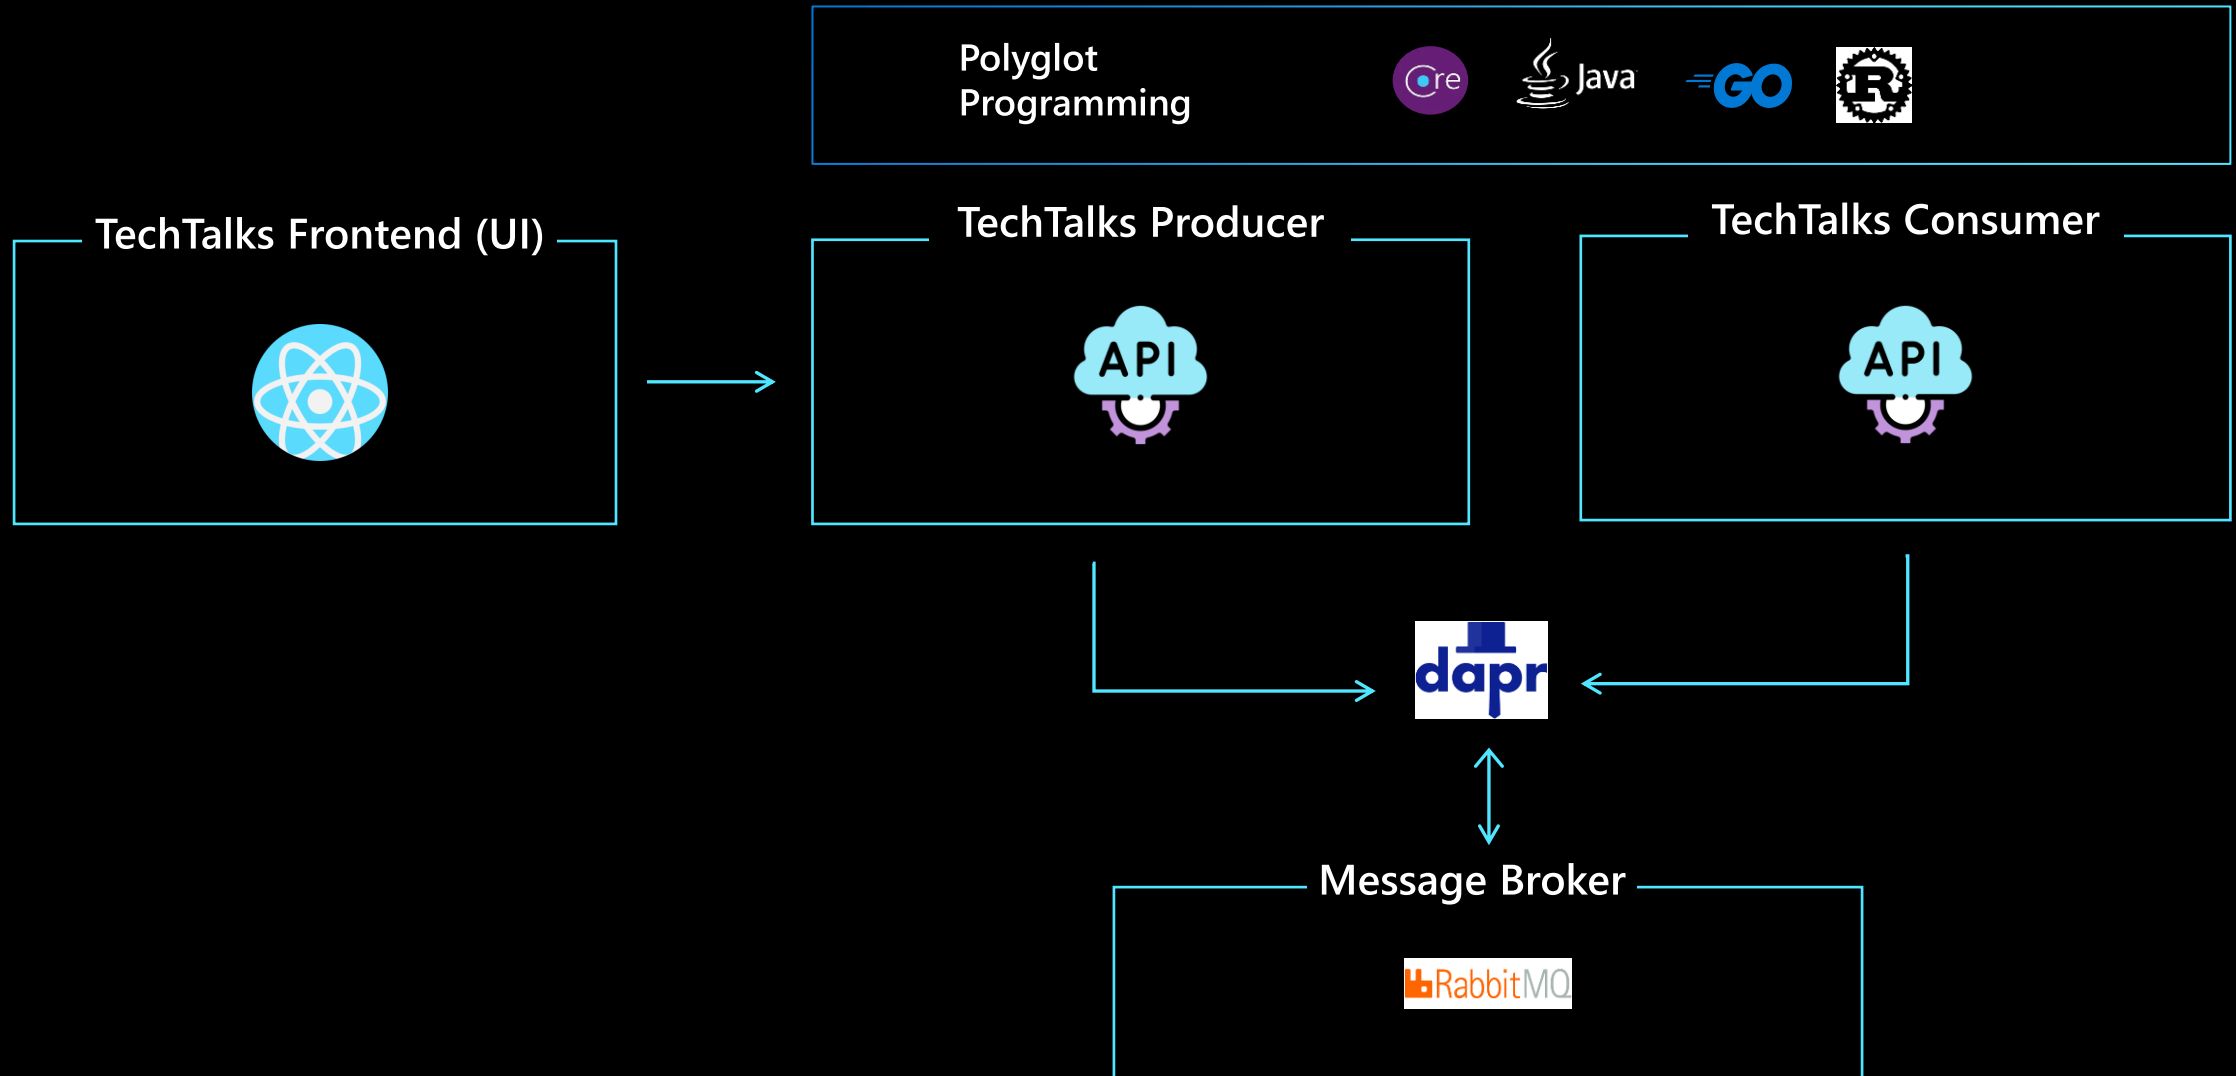 Polyglot
Programming
Core
Java
GO
R
TechTalks Frontend (UI)
TechTalks Producer
TechTalks Consumer
API
API
dapr
Message Broker
RabbitMQ